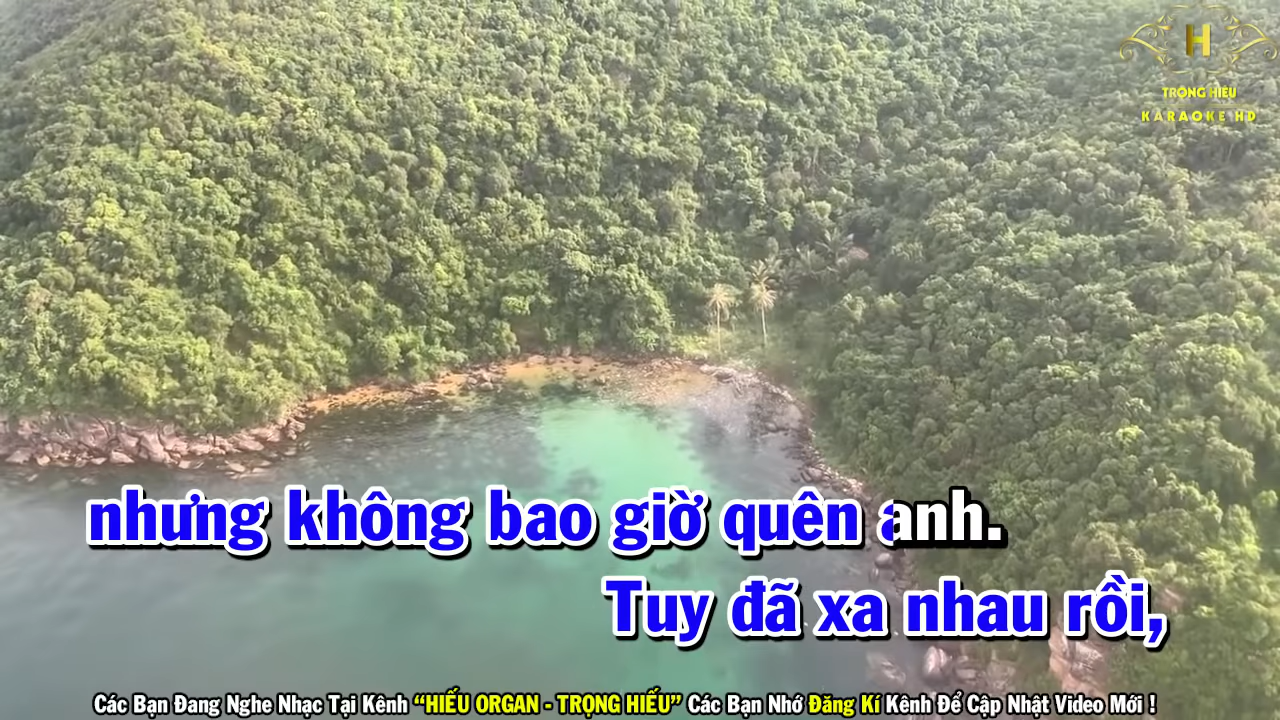 H
TRỌNG HIẾU
KARAOKE HD
nhưng không bao giờ quên anh.
Tuy đã xa nhau rồi,
Các Bạn Đang Nghe Nhạc Tại Kênh “HIẾU ORGAN - TRỌNG HIẾU” Các Bạn Nhớ Đăng Kí Kênh Để Cập Nhật Video Mới !